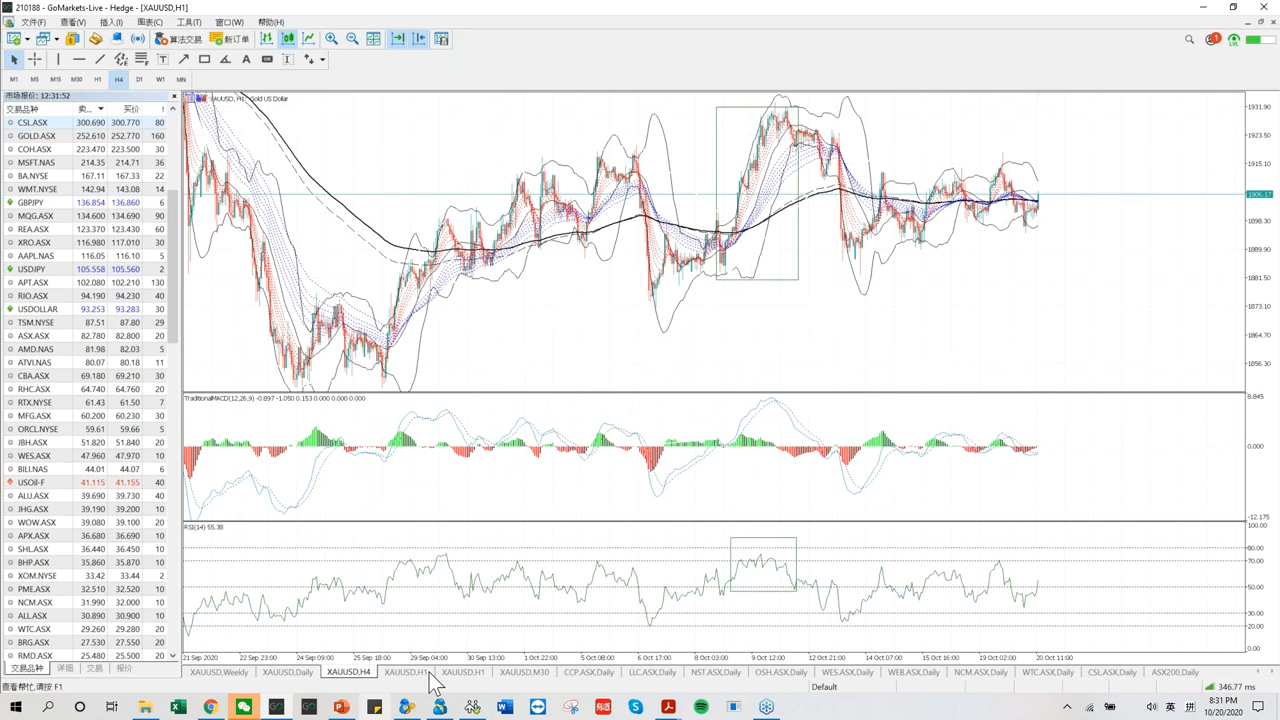 210188 - GoMarkets-Live - Hedge - [XAUUSD,H1]
文件(F) 查看(V) 插入(I) 图表(C) 工具(T) 窗口(W) 帮助(H)
算法交易 新订单
M1 M5 M15 M30 H1 H4 D1 W1 MN
市场报价: 12:31:52
交易品种 卖... 买价 !
CSL.ASX 300.690 300.770 80
GOLD.ASX 252.610 252.770 160
COH.ASX 223.470 223.500 30
MSFT.NAS 214.35 214.71 36
BA.NYSE 167.11 167.33 22
WMT.NYSE 142.94 143.08 14
GBPJPY 136.854 136.860 6
MQG.ASX 134.600 134.690 90
REA.ASX 123.370 123.430 60
XRO.ASX 116.980 117.010 30
AAPL.NAS 116.05 116.10 5
USDJPY 105.558 105.560 2
APT.ASX 102.080 102.210 130
RIO.ASX 94.190 94.230 40
USDOLLAR 93.253 93.283 30
TSM.NYSE 87.51 87.80 29
ASX.ASX 82.780 82.800 20
AMD.NAS 81.98 82.03 5
ATVI.NAS 80.07 80.18 11
CBA.ASX 69.180 69.210 30
RHC.ASX 64.740 64.760 20
RTX.NYSE 61.43 61.50 7
MFG.ASX 60.200 60.230 30
ORCL.NYSE 59.61 59.66 5
JBH.ASX 51.820 51.840 20
WES.ASX 47.960 47.970 10
BILI.NAS 44.01 44.07 6
USOil-F 41.115 41.155 40
ALU.ASX 39.690 39.730 40
JHG.ASX 39.190 39.200 10
WOW.ASX 39.080 39.100 20
APX.ASX 36.680 36.690 10
SHL.ASX 36.440 36.450 10
BHP.ASX 35.860 35.870 10
XOM.NYSE 33.42 33.44 2
PME.ASX 32.510 32.520 10
NCM.ASX 31.990 32.000 10
ALL.ASX 30.890 30.900 10
WTC.ASX 29.260 29.280 20
BRG.ASX 27.530 27.550 20
RMD.ASX 25.480 25.500 20
交易品种 详细 交易 报价
XAUUSD, H1: Gold US Dollar
1931.90
1923.50
1915.10
1906.17
1898.30
1889.90
1881.50
1873.10
1864.70
1856.30
TraditionalMACD(12,26,9) -0.897 -1.050 0.153 0.000 0.000 0.000
8.845
0.000
-12.175
RSI(14) 55.38
100.00
80.00
70.00
50.00
30.00
20.00
0.00
21 Sep 2020 22 Sep 23:00 24 Sep 09:00 25 Sep 18:00 29 Sep 04:00 30 Sep 13:00 1 Oct 22:00 5 Oct 08:00 6 Oct 17:00 8 Oct 03:00 9 Oct 12:00 12 Oct 21:00 14 Oct 07:00 15 Oct 16:00 19 Oct 02:00 20 Oct 11:00
XAUUSD,Weekly XAUUSD,Daily XAUUSD,H4 XAUUSD,H1 XAUUSD,H1 XAUUSD,M30 CCP.ASX,Daily LLC.ASX,Daily NST.ASX,Daily OSH.ASX,Daily WES.ASX,Daily WEB.ASX,Daily NCM.ASX,Daily WTC.ASX,Daily CSL.ASX,Daily ASX200,Daily
查看帮忙,请按 F1 Default 346.77 ms
8:31 PM
10/20/2020